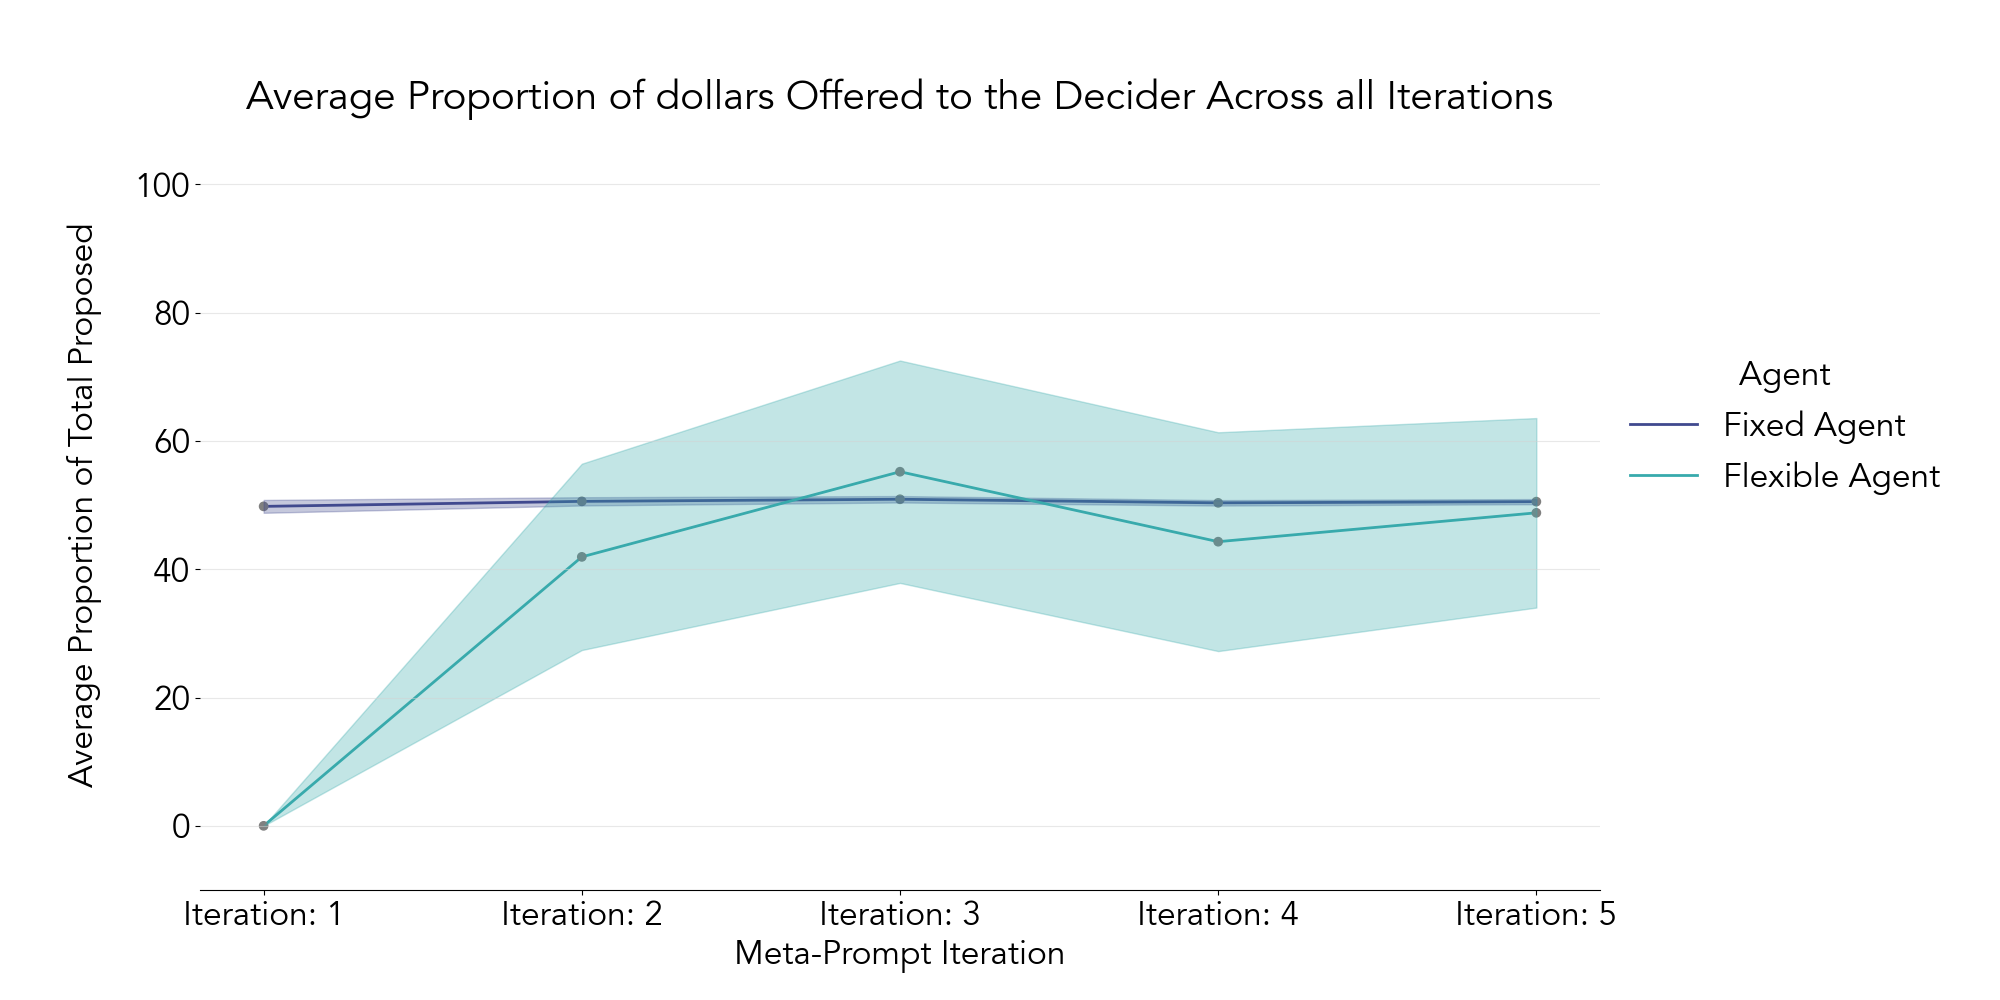 Average Proportion of dollars Offered to the Decider Across all Iterations
Average Proportion of Total Proposed
100
80
60
40
20
0
Iteration: 1
Iteration: 2
Iteration: 3
Iteration: 4
Iteration: 5
Meta-Prompt Iteration
Agent
Fixed Agent
Flexible Agent